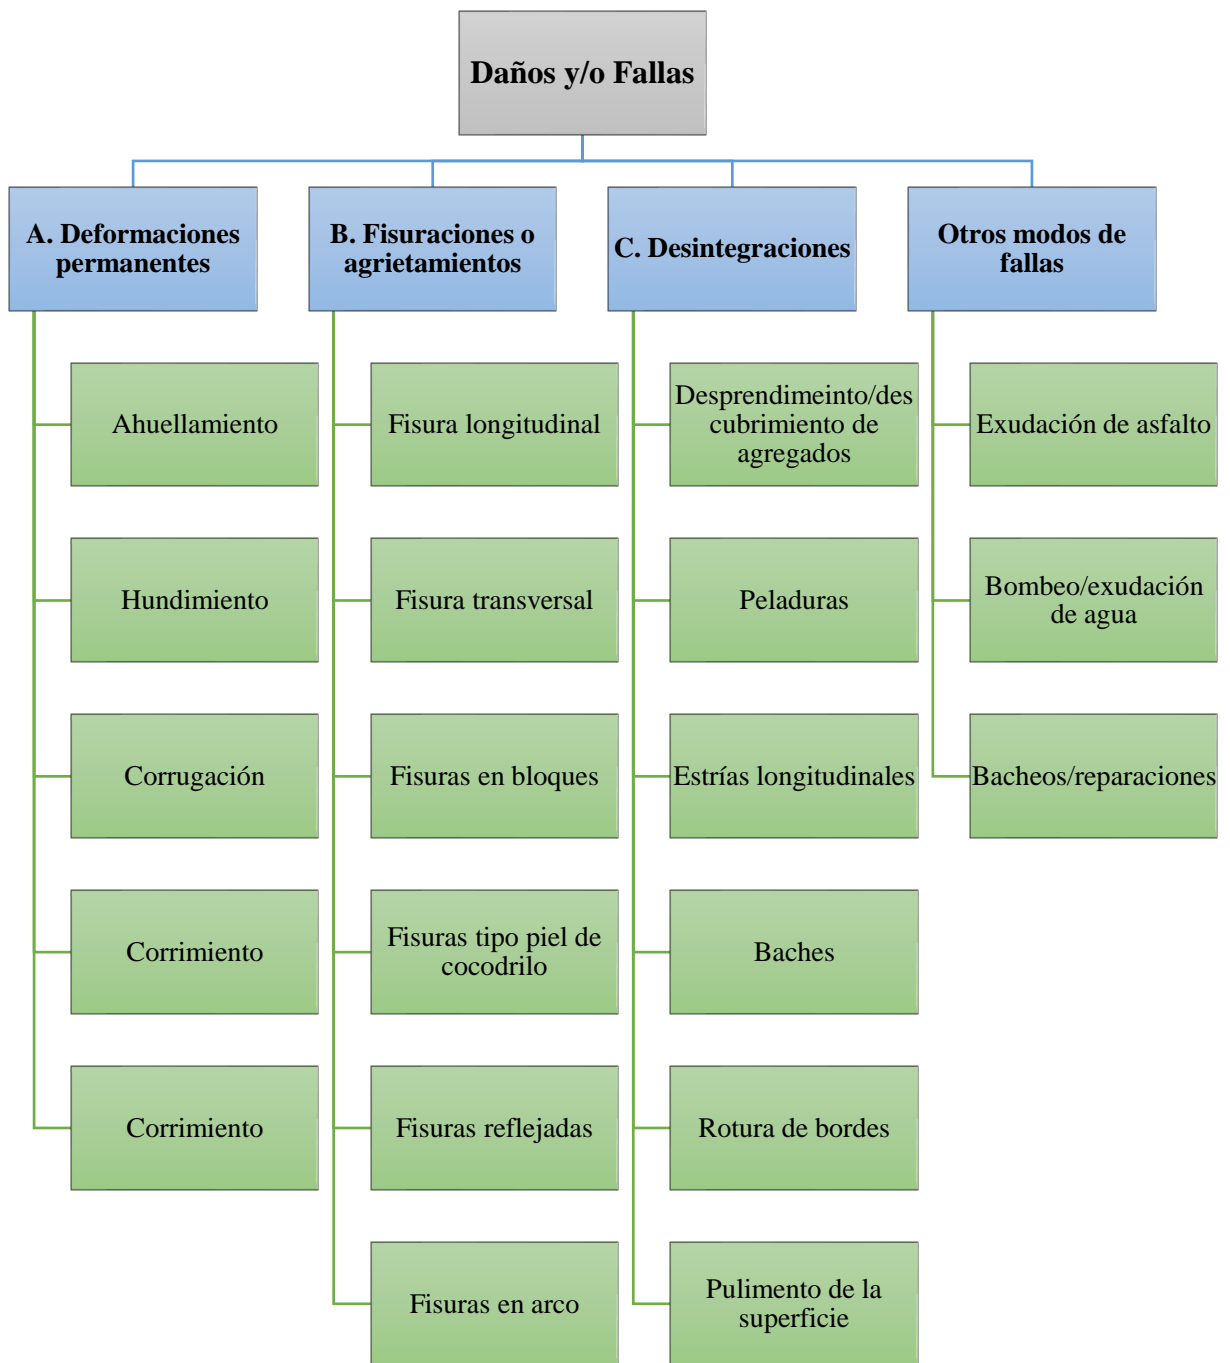 Daños y/o Fallas
A. Deformaciones
permanentes
Ahuellamiento
Hundimiento
Corrugación
Corrimiento
Corrimiento
B. Fisuraciones o
agrietamientos
Fisura longitudinal
Fisura transversal
Fisuras en bloques
Fisuras tipo piel de
cocodrilo
Fisuras reflejadas
Fisuras en arco
C. Desintegraciones
Desprendimeinto/des
cubrimiento de
agregados
Peladuras
Estrías longitudinales
Baches
Rotura de bordes
Pulimento de la
superficie
Otros modos de
fallas
Exudación de asfalto
Bombeo/exudación
de agua
Bacheos/reparaciones